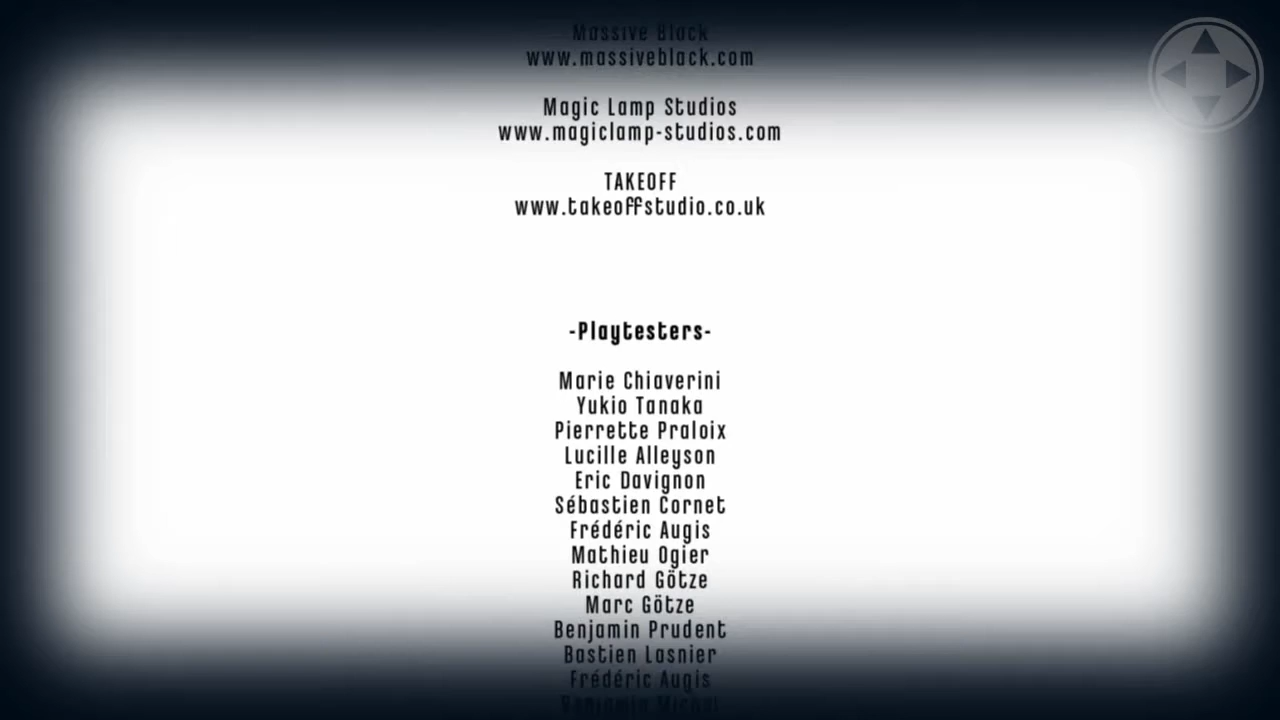 Massive Black
www.massiveblack.com
Magic Lamp Studios
www.magiclamp-studios.com
TAKEOFF
www.takeoffstudio.co.uk
-Playtesters-
Marie Chiaverini
Yukio Tanaka
Pierrette Praloix
Lucille Alleyson
Eric Davignon
Sébastien Cornet
Frédéric Augis
Mathieu Ogier
Richard Götze
Marc Götze
Benjamin Prudent
Bastien Lasnier
Frédéric Augis
Benjamin